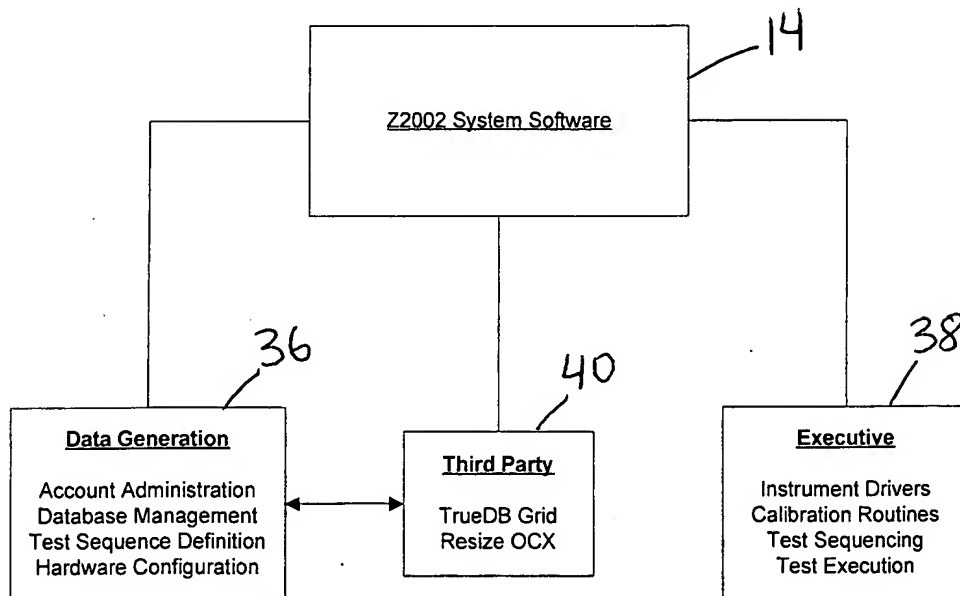 14
Z2002 System Software
36
40
38
Data Generation
Account Administration
Database Management
Test Sequence Definition
Hardware Configuration
Third Party
TrueDB Grid
Resize OCX
Executive
Instrument Drivers
Calibration Routines
Test Sequencing
Test Execution